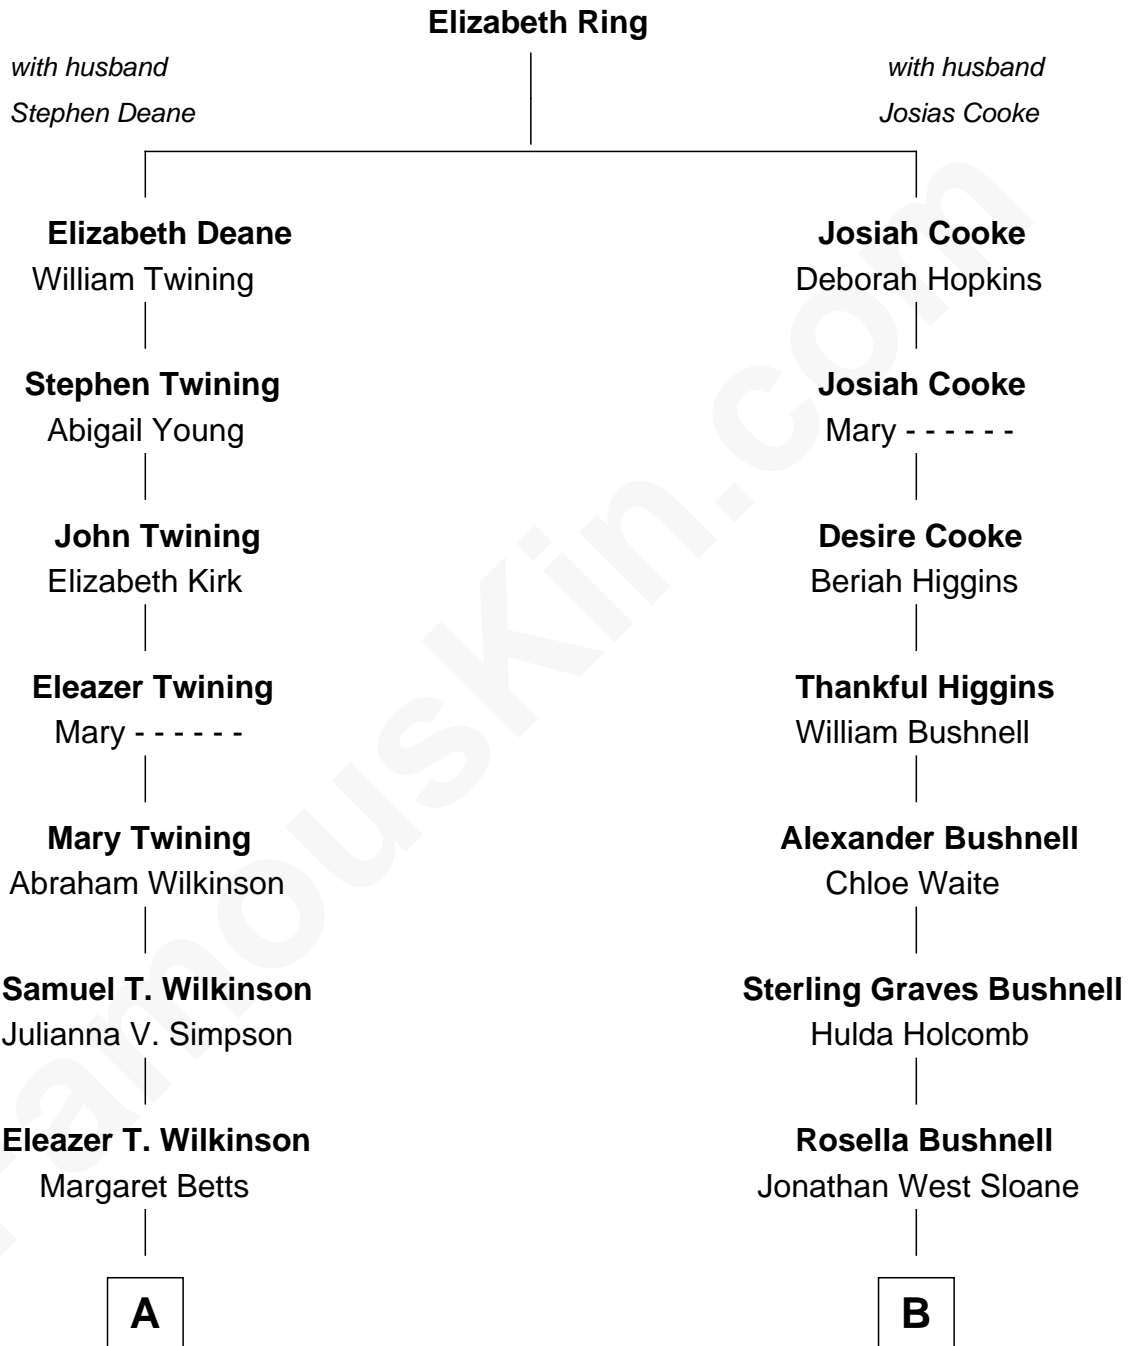 Elizabeth Ring
with husband
Stephen Deane
with husband
Josias Cooke
Elizabeth Deane
William Twining
Josiah Cooke
Deborah Hopkins
Stephen Twining
Abigail Young
Josiah Cooke
Mary - - - - - -
John Twining
Elizabeth Kirk
Desire Cooke
Beriah Higgins
Eleazer Twining
Mary - - - - - -
Thankful Higgins
William Bushnell
Mary Twining
Abraham Wilkinson
Alexander Bushnell
Chloe Waite
Samuel T. Wilkinson
Julianna V. Simpson
Sterling Graves Bushnell
Hulda Holcomb
Eleazer T. Wilkinson
Margaret Betts
Rosella Bushnell
Jonathan West Sloane
A
B
FamousKin.com